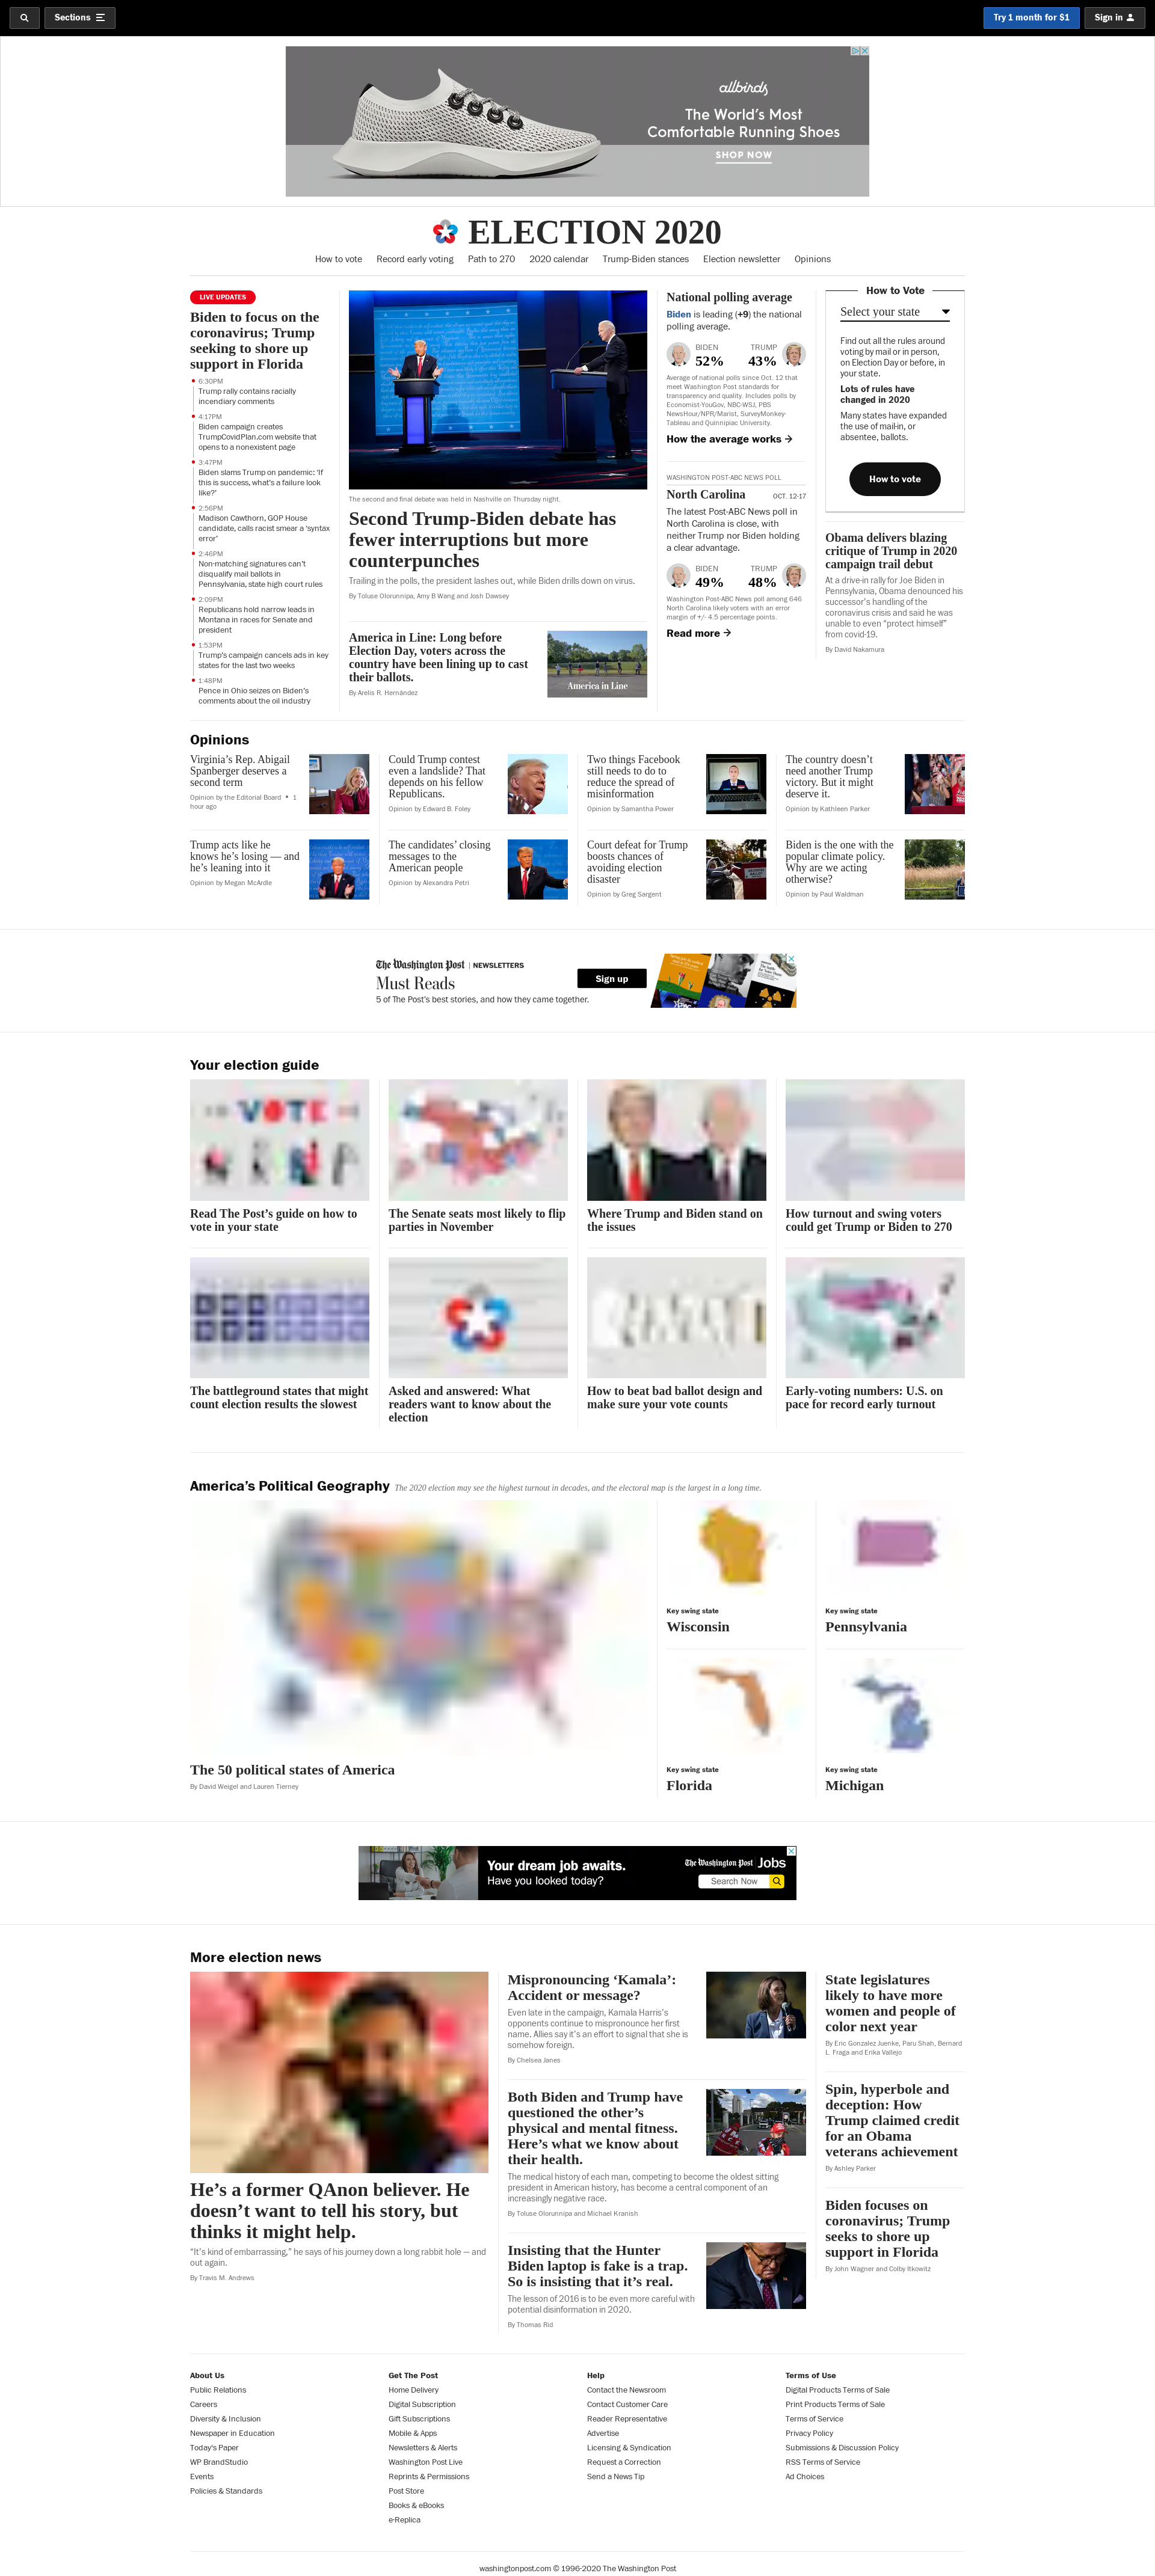 Sections
Try 1 month for $1
Sign in
allbirds
The World's Most
Comfortable Running Shoes
SHOP NOW
ELECTION 2020
How to vote
Record early voting
Path to 270
2020 calendar
Trump-Biden stances
Election newsletter
Opinions
LIVE UPDATES
Biden to focus on the
coronavirus; Trump
seeking to shore up
support in Florida
6:30PM
Trump rally contains racially
incendiary comments
4:17PM
Biden campaign creates
TrumpCovidPlan.com website that
opens to a nonexistent page
3:47PM
Biden slams Trump on pandemic: 'If
this is success, what's a failure look
like?'
2:56PM
Madison Cawthorn, GOP House
candidate, calls racist smear a 'syntax
error'
2:46PM
Non-matching signatures can't
disqualify mail ballots in
Pennsylvania, state high court rules
2:09PM
Republicans hold narrow leads in
Montana in races for Senate and
president
1:53PM
Trump's campaign cancels ads in key
states for the last two weeks
1:48PM
Pence in Ohio seizes on Biden's
comments about the oil industry
The second and final debate was held in Nashville on Thursday night.
Second Trump-Biden debate has
fewer interruptions but more
counterpunches
Trailing in the polls, the president lashes out, while Biden drills down on virus.
By Toluse Olorunnipa, Amy B Wang and Josh Dawsey
America in Line: Long before
Election Day, voters across the
country have been lining up to cast
their ballots.
By Arelis R. Hernández
America in Line
National polling average
Biden is leading (+9) the national
polling average.
BIDEN
52%
TRUMP
43%
Average of national polls since Oct. 12 that
meet Washington Post standards for
transparency and quality. Includes polls by
Economist-YouGov, NBC-WSJ, PBS
NewsHour/NPR/Marist, SurveyMonkey-
Tableau and Quinnipiac University.
How the average works →
WASHINGTON POST-ABC NEWS POLL
North Carolina
OCT. 12-17
The latest Post-ABC News poll in
North Carolina is close, with
neither Trump nor Biden holding
a clear advantage.
BIDEN
49%
TRUMP
48%
Washington Post-ABC News poll among 646
North Carolina likely voters with an error
margin of +/- 4.5 percentage points.
Read more →
How to Vote
Select your state
Find out all the rules around
voting by mail or in person,
on Election Day or before, in
your state.
Lots of rules have
changed in 2020
Many states have expanded
the use of mail-in, or
absentee, ballots.
How to vote
Obama delivers blazing
critique of Trump in 2020
campaign trail debut
At a drive-in rally for Joe Biden in
Pennsylvania, Obama denounced his
successor's handling of the
coronavirus crisis and said he was
unable to even “protect himself”
from covid-19.
By David Nakamura
Opinions
Virginia's Rep. Abigail
Spanberger deserves a
second term
Opinion by the Editorial Board • 1
hour ago
Could Trump contest
even a landslide? That
depends on his fellow
Republicans.
Opinion by Edward B. Foley
Two things Facebook
still needs to do to
reduce the spread of
misinformation
Opinion by Samantha Power
The country doesn't
need another Trump
victory. But it might
deserve it.
Opinion by Kathleen Parker
Trump acts like he
knows he's losing — and
he's leaning into it
Opinion by Megan McArdle
The candidates' closing
messages to the
American people
Opinion by Alexandra Petri
Court defeat for Trump
boosts chances of
avoiding election
disaster
Opinion by Greg Sargent
Biden is the one with the
popular climate policy.
Why are we acting
otherwise?
Opinion by Paul Waldman
The Washington Post | NEWSLETTERS
Must Reads
5 of The Post's best stories, and how they came together.
Sign up
Your election guide
VOTE
Read The Post's guide on how to
vote in your state
The Senate seats most likely to flip
parties in November
Where Trump and Biden stand on
the issues
How turnout and swing voters
could get Trump or Biden to 270
The battleground states that might
count election results the slowest
Asked and answered: What
readers want to know about the
election
How to beat bad ballot design and
make sure your vote counts
Early-voting numbers: U.S. on
pace for record early turnout
America's Political Geography
The 2020 election may see the highest turnout in decades, and the electoral map is the largest in a long time.
The 50 political states of America
By David Weigel and Lauren Tierney
Key swing state
Wisconsin
Key swing state
Pennsylvania
Key swing state
Florida
Key swing state
Michigan
Your dream job awaits.
Have you looked today?
The Washington Post Jobs
Search Now
More election news
He's a former QAnon believer. He
doesn't want to tell his story, but
thinks it might help.
“It's kind of embarrassing,” he says of his journey down a long rabbit hole — and
out again.
By Travis M. Andrews
Mispronouncing ‘Kamala’:
Accident or message?
Even late in the campaign, Kamala Harris's
opponents continue to mispronounce her first
name. Allies say it's an effort to signal that she is
somehow foreign.
By Chelsea Janes
Both Biden and Trump have
questioned the other's
physical and mental fitness.
Here's what we know about
their health.
The medical history of each man, competing to become the oldest sitting
president in American history, has become a central component of an
increasingly negative race.
By Toluse Olorunnipa and Michael Kranish
Insisting that the Hunter
Biden laptop is fake is a trap.
So is insisting that it's real.
The lesson of 2016 is to be even more careful with
potential disinformation in 2020.
By Thomas Rid
State legislatures
likely to have more
women and people of
color next year
By Eric Gonzalez Juenke, Paru Shah, Bernard
L. Fraga and Erika Vallejo
Spin, hyperbole and
deception: How
Trump claimed credit
for an Obama
veterans achievement
By Ashley Parker
Biden focuses on
coronavirus; Trump
seeks to shore up
support in Florida
By John Wagner and Colby Itkowitz
About Us
Public Relations
Careers
Diversity & Inclusion
Newspaper in Education
Today's Paper
WP BrandStudio
Events
Policies & Standards
Get The Post
Home Delivery
Digital Subscription
Gift Subscriptions
Mobile & Apps
Newsletters & Alerts
Washington Post Live
Reprints & Permissions
Post Store
Books & eBooks
e-Replica
Help
Contact the Newsroom
Contact Customer Care
Reader Representative
Advertise
Licensing & Syndication
Request a Correction
Send a News Tip
Terms of Use
Digital Products Terms of Sale
Print Products Terms of Sale
Terms of Service
Privacy Policy
Submissions & Discussion Policy
RSS Terms of Service
Ad Choices
washingtonpost.com © 1996-2020 The Washington Post